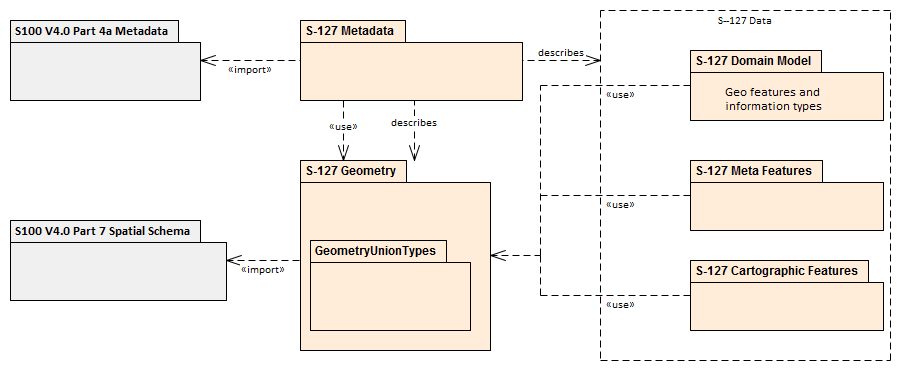 S100 V4.0 Part 4a Metadata
S-127 Metadata
S--127 Data
«import»
describes
S-127 Domain Model
Geo features and
information types
«use»
«use»
describes
S-127 Geometry
S-127 Meta Features
«use»
S100 V4.0 Part 7 Spatial Schema
GeometryUnionTypes
«import»
S-127 Cartographic Features
«use»